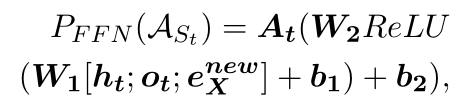 P_{FFN}(\mathcal{A}_{S_t}) = \boldsymbol{A_t}(\boldsymbol{W_2}ReLU
(\boldsymbol{W_1}[\boldsymbol{h_t}; \boldsymbol{o_t}; \boldsymbol{e_X^{new}}] + \boldsymbol{b_1}) + \boldsymbol{b_2}),